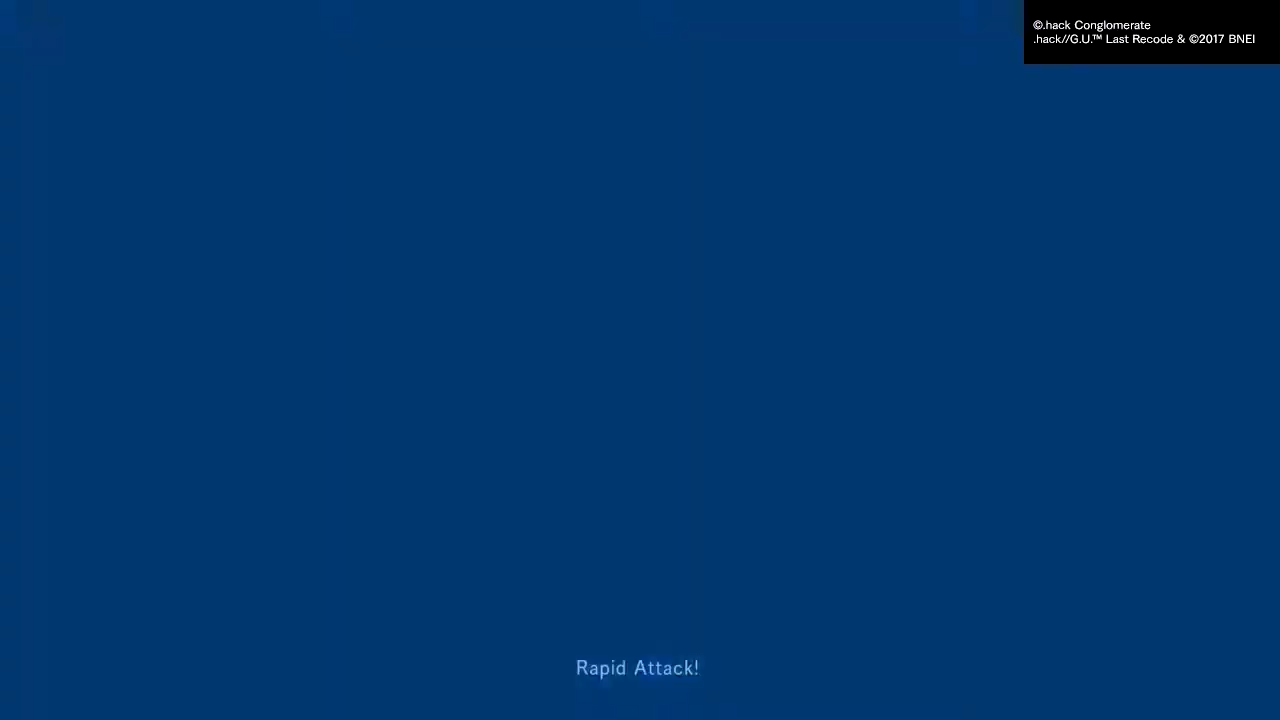 ©.hack Conglomerate
.hack//G.U.™ Last Recode & ©2017 BNEI
Rapid Attack!